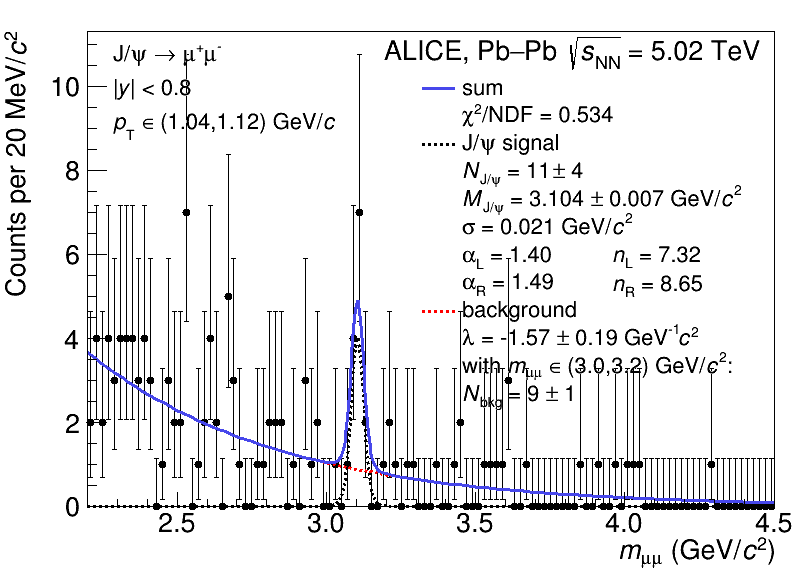 J/ψ → μ⁺μ⁻
|y| < 0.8
p_T ∈ (1.04,1.12) GeV/c
ALICE, Pb–Pb √s_NN = 5.02 TeV
sum
χ²/NDF = 0.534
J/ψ signal
N_J/ψ = 11 ± 4
M_J/ψ = 3.104 ± 0.007 GeV/c²
σ = 0.021 GeV/c²
α_L = 1.40 n_L = 7.32
α_R = 1.49 n_R = 8.65
background
λ = -1.57 ± 0.19 GeV⁻¹c²
with m_μμ ∈ (3.0,3.2) GeV/c²:
N_bkg = 9 ± 1
Counts per 20 MeV/c²
10
8
6
4
2
0
2.5 3.0 3.5 4.0 4.5
m_μμ (GeV/c²)